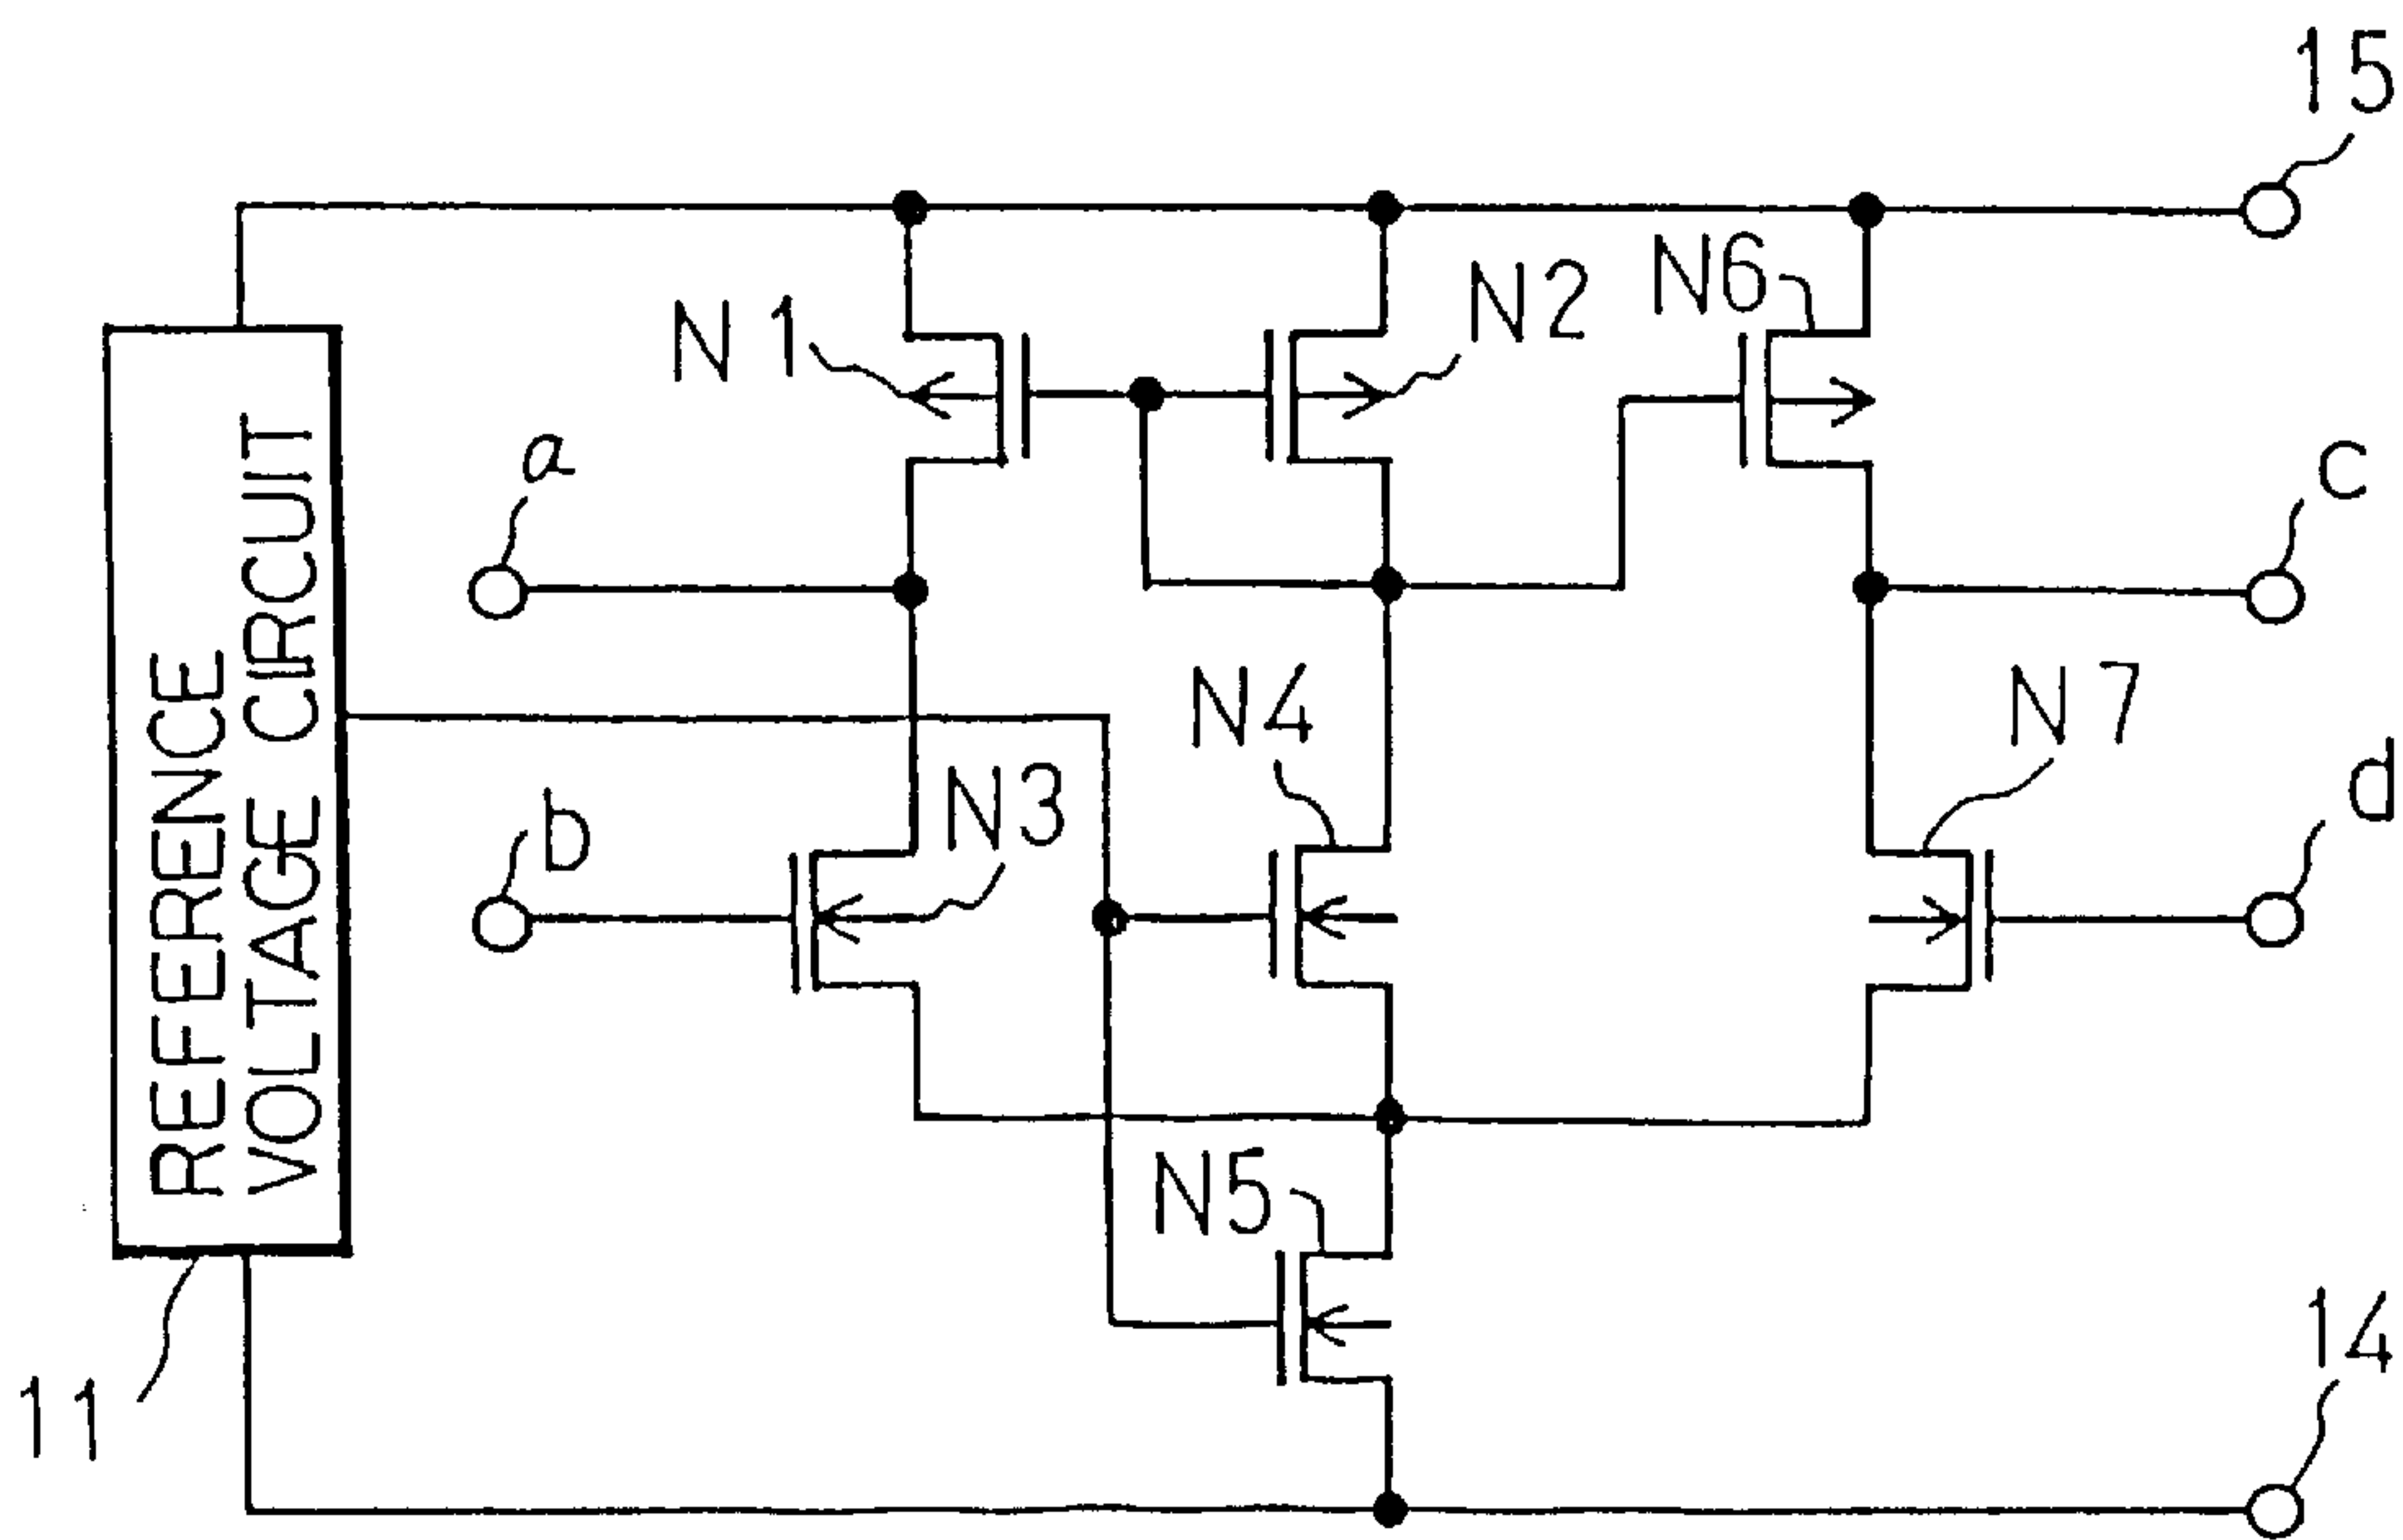 15
N1
N2
N6
a
c
REFERENCE
VOLTAGE CIRCUIT
N4
N7
N3
b
d
N5
11
14